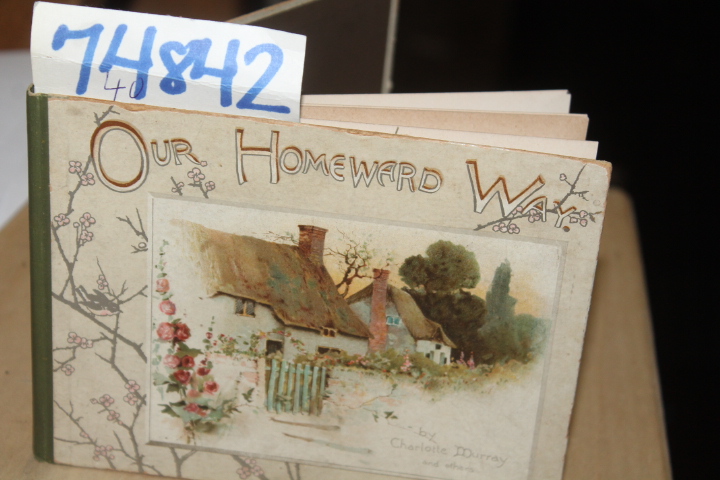 74842
40
OUR HOMEWARD WAY.
by
Charlotte Murray
and others.